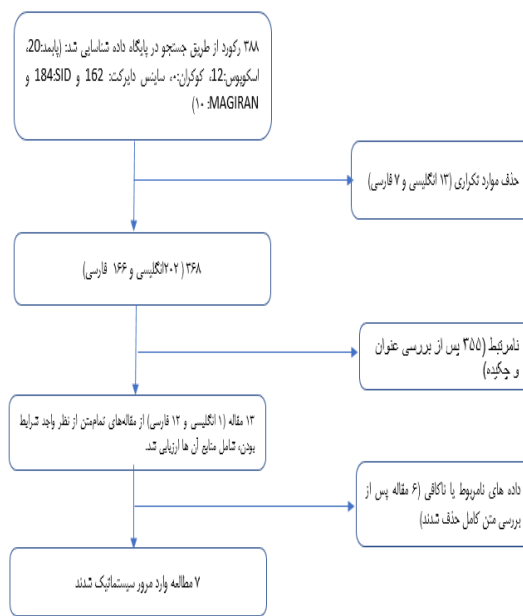 ۳۸۸ رکورد از طریق جستجو در پایگاه داده شناسایی شد: (پابمد:20،
اسکوپوس:12، کوکران:۰، ساینس دایرکت: 162 و 184:SID و
MAGIRAN: ۱۰)
حذف موارد تکراری (۱۳ انگلیسی و ۷ فارسی)
۳۶۸ (۲۰۲انگلیسی و ۱۶۶ فارسی)
نامرتبط (۳۵۵ پس از بررسی عنوان
و چکیده)
۱۳ مقاله (۱ انگلیسی و ۱۲ فارسی) از مقاله‌های تمام‌متن از نظر واجد شرایط
بودن، شامل منابع آن ها ارزیابی شد.
داده های نامربوط یا ناکافی (۶ مقاله پس از
بررسی متن کامل حذف شدند)
۷ مطالعه وارد مرور سیستماتیک شدند